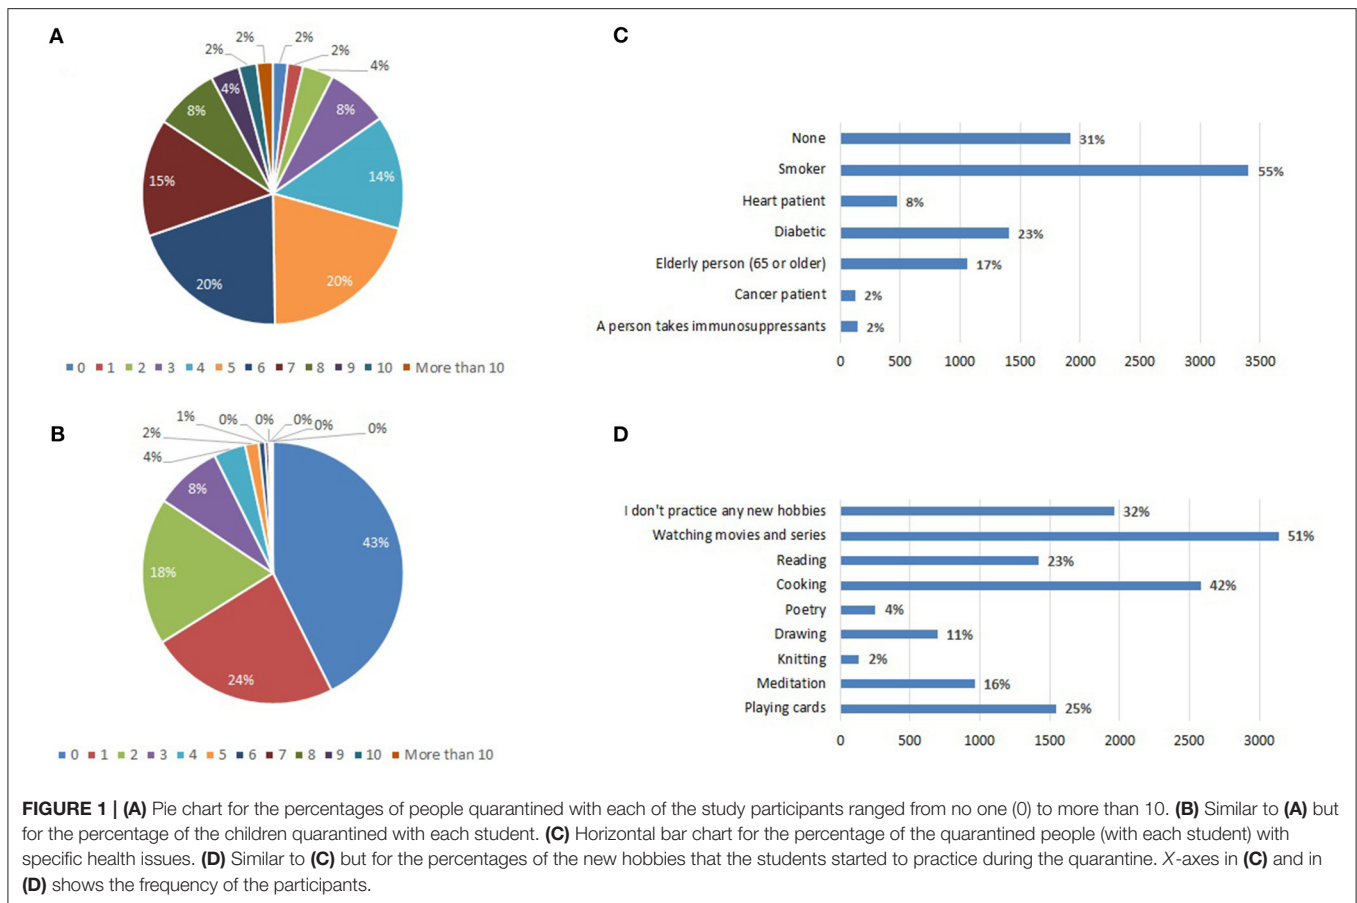 A
2%
2%
2%
2%
4%
4%
8%
8%
14%
15%
20%
20%
0 1 2 3 4 5 6 7 8 9 10 More than 10
B
1%
0%
0%
0%
0%
0%
2%
4%
8%
43%
18%
24%
0 1 2 3 4 5 6 7 8 9 10 More than 10
C
None 31%
Smoker 55%
Heart patient 8%
Diabetic 23%
Elderly person (65 or older) 17%
Cancer patient 2%
A person takes immunosuppressants 2%
0 500 1000 1500 2000 2500 3000 3500
D
I don't practice any new hobbies 32%
Watching movies and series 51%
Reading 23%
Cooking 42%
Poetry 4%
Drawing 11%
Knitting 2%
Meditation 16%
Playing cards 25%
0 500 1000 1500 2000 2500 3000
FIGURE 1 | (A) Pie chart for the percentages of people quarantined with each of the study participants ranged from no one (0) to more than 10. (B) Similar to (A) but
for the percentage of the children quarantined with each student. (C) Horizontal bar chart for the percentage of the quarantined people (with each student) with
specific health issues. (D) Similar to (C) but for the percentages of the new hobbies that the students started to practice during the quarantine. X-axes in (C) and in
(D) shows the frequency of the participants.